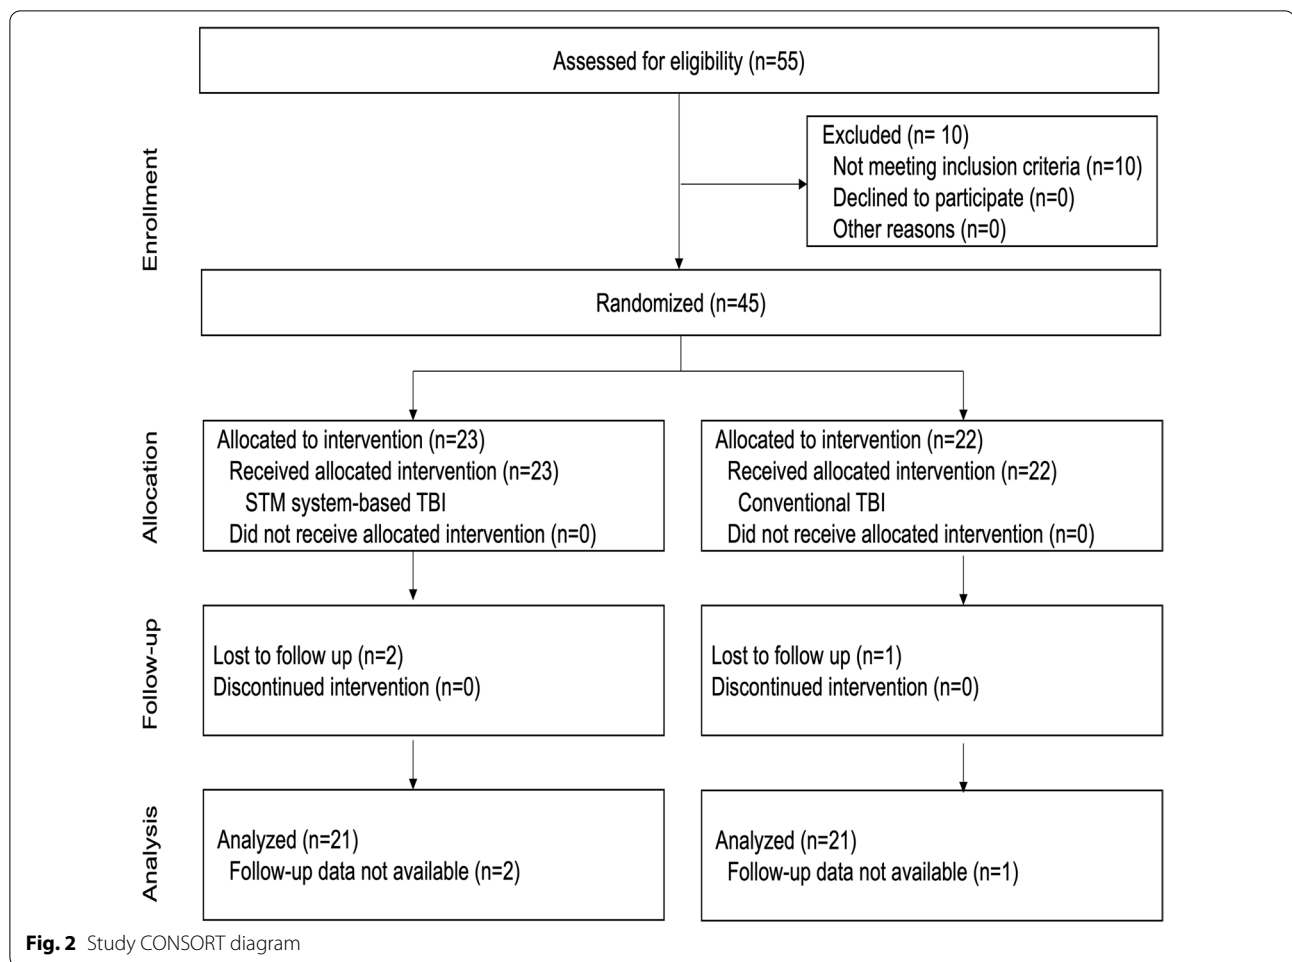 Assessed for eligibility (n=55)
Enrollment
Excluded (n= 10)
Not meeting inclusion criteria (n=10)
Declined to participate (n=0)
Other reasons (n=0)
Randomized (n=45)
Allocation
Allocated to intervention (n=23)
Received allocated intervention (n=23)
STM system-based TBI
Did not receive allocated intervention (n=0)
Allocated to intervention (n=22)
Received allocated intervention (n=22)
Conventional TBI
Did not receive allocated intervention (n=0)
Follow-up
Lost to follow up (n=2)
Discontinued intervention (n=0)
Lost to follow up (n=1)
Discontinued intervention (n=0)
Analysis
Analyzed (n=21)
Follow-up data not available (n=2)
Analyzed (n=21)
Follow-up data not available (n=1)
Fig. 2 Study CONSORT diagram